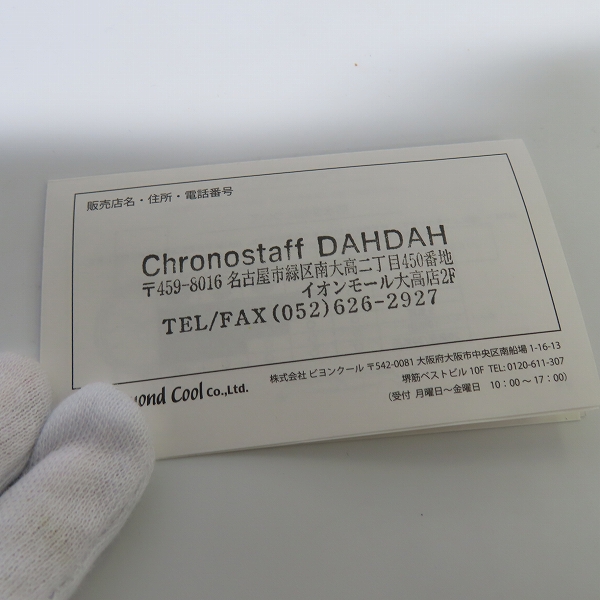 販売店名・住所・電話番号
Chronostaff DAHDAH
〒459-8016 名古屋市緑区南大高二丁目450番地
イオンモール大高店2F
TEL/FAX(052)626-2927
ond Cool Co.,Ltd.
株式会社 ビヨンクール 〒542-0081 大阪府大阪市中央区南船場 1-16-13
堺筋ベストビル 10F TEL: 0120-611-307
(受付 月曜日〜金曜日 10：00〜17：00)